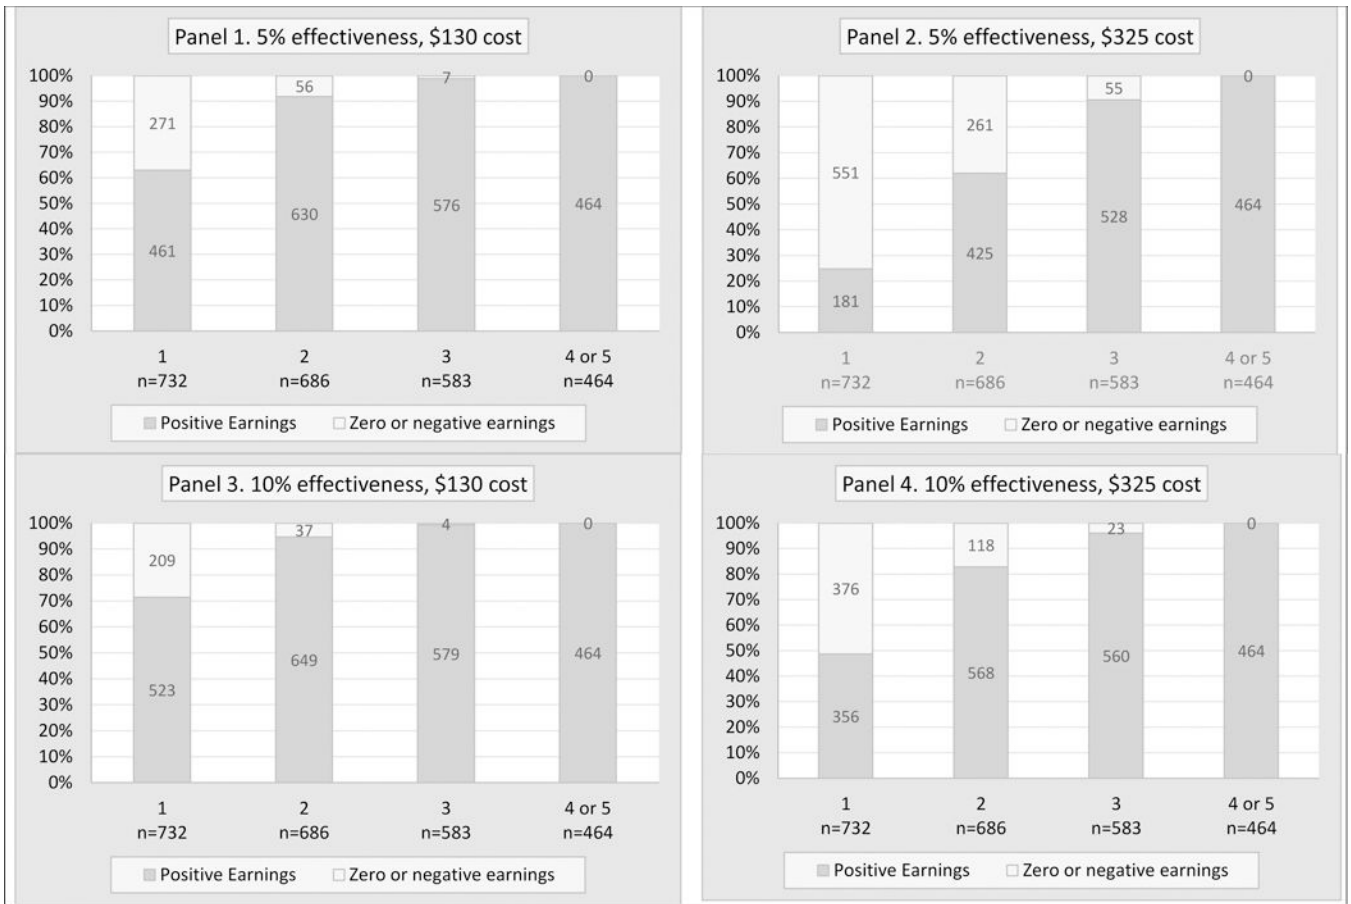 Panel 1. 5% effectiveness, $130 cost
100%
90%
80%
70%
60%
50%
40%
30%
20%
10%
0%
271
56
7
0
461
630
576
464
1
2
3
4 or 5
n=732
n=686
n=583
n=464
Positive Earnings
Zero or negative earnings
Panel 2. 5% effectiveness, $325 cost
100%
90%
80%
70%
60%
50%
40%
30%
20%
10%
0%
551
261
55
0
181
425
528
464
1
2
3
4 or 5
n=732
n=686
n=583
n=464
Positive Earnings
Zero or negative earnings
Panel 3. 10% effectiveness, $130 cost
100%
90%
80%
70%
60%
50%
40%
30%
20%
10%
0%
209
37
4
0
523
649
579
464
1
2
3
4 or 5
n=732
n=686
n=583
n=464
Positive Earnings
Zero or negative earnings
Panel 4. 10% effectiveness, $325 cost
100%
90%
80%
70%
60%
50%
40%
30%
20%
10%
0%
376
118
23
0
356
568
560
464
1
2
3
4 or 5
n=732
n=686
n=583
n=464
Positive Earnings
Zero or negative earnings